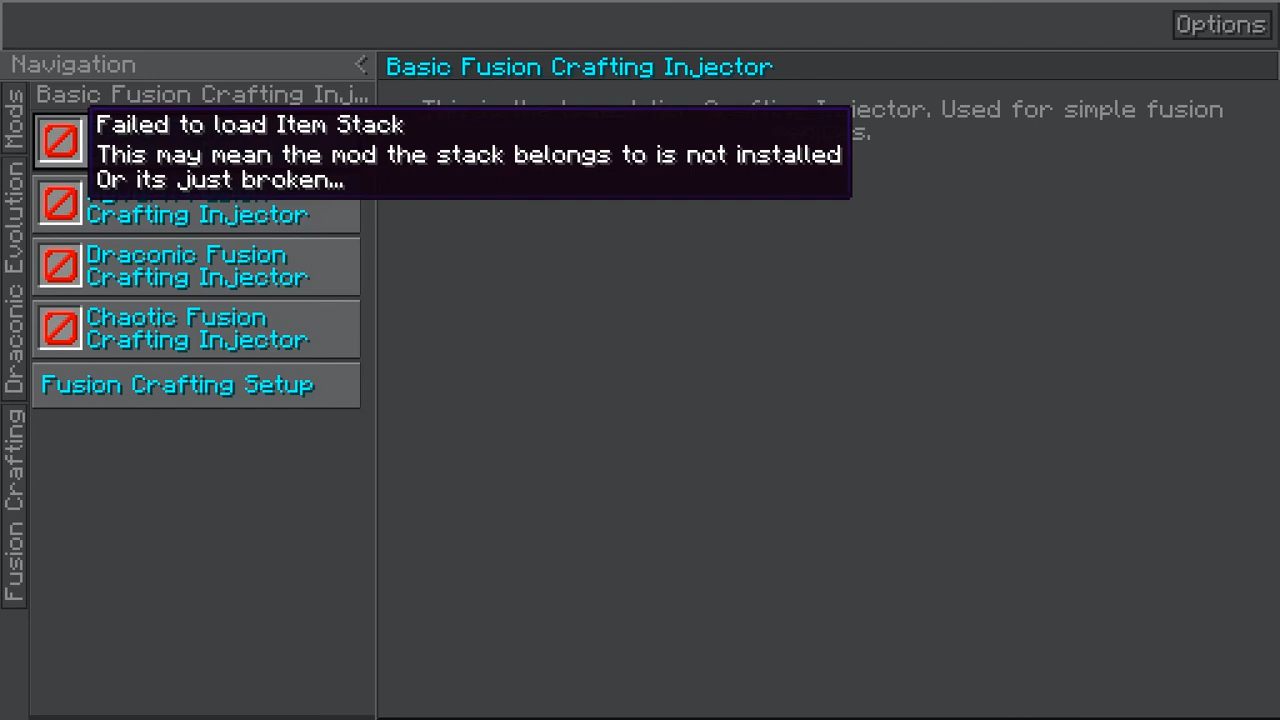 Options
Navigation
<
Basic Fusion Crafting Injector
Basic Fusion Crafting Inj...
Injector. Used for simple fusion
Failed to load Item Stack
This may mean the mod the stack belongs to is not installed
Or its just broken...
Crafting Injector
Draconic Fusion
Crafting Injector
Chaotic Fusion
Crafting Injector
Fusion Crafting Setup
Mods
Draconic Evolution
Fusion Crafting